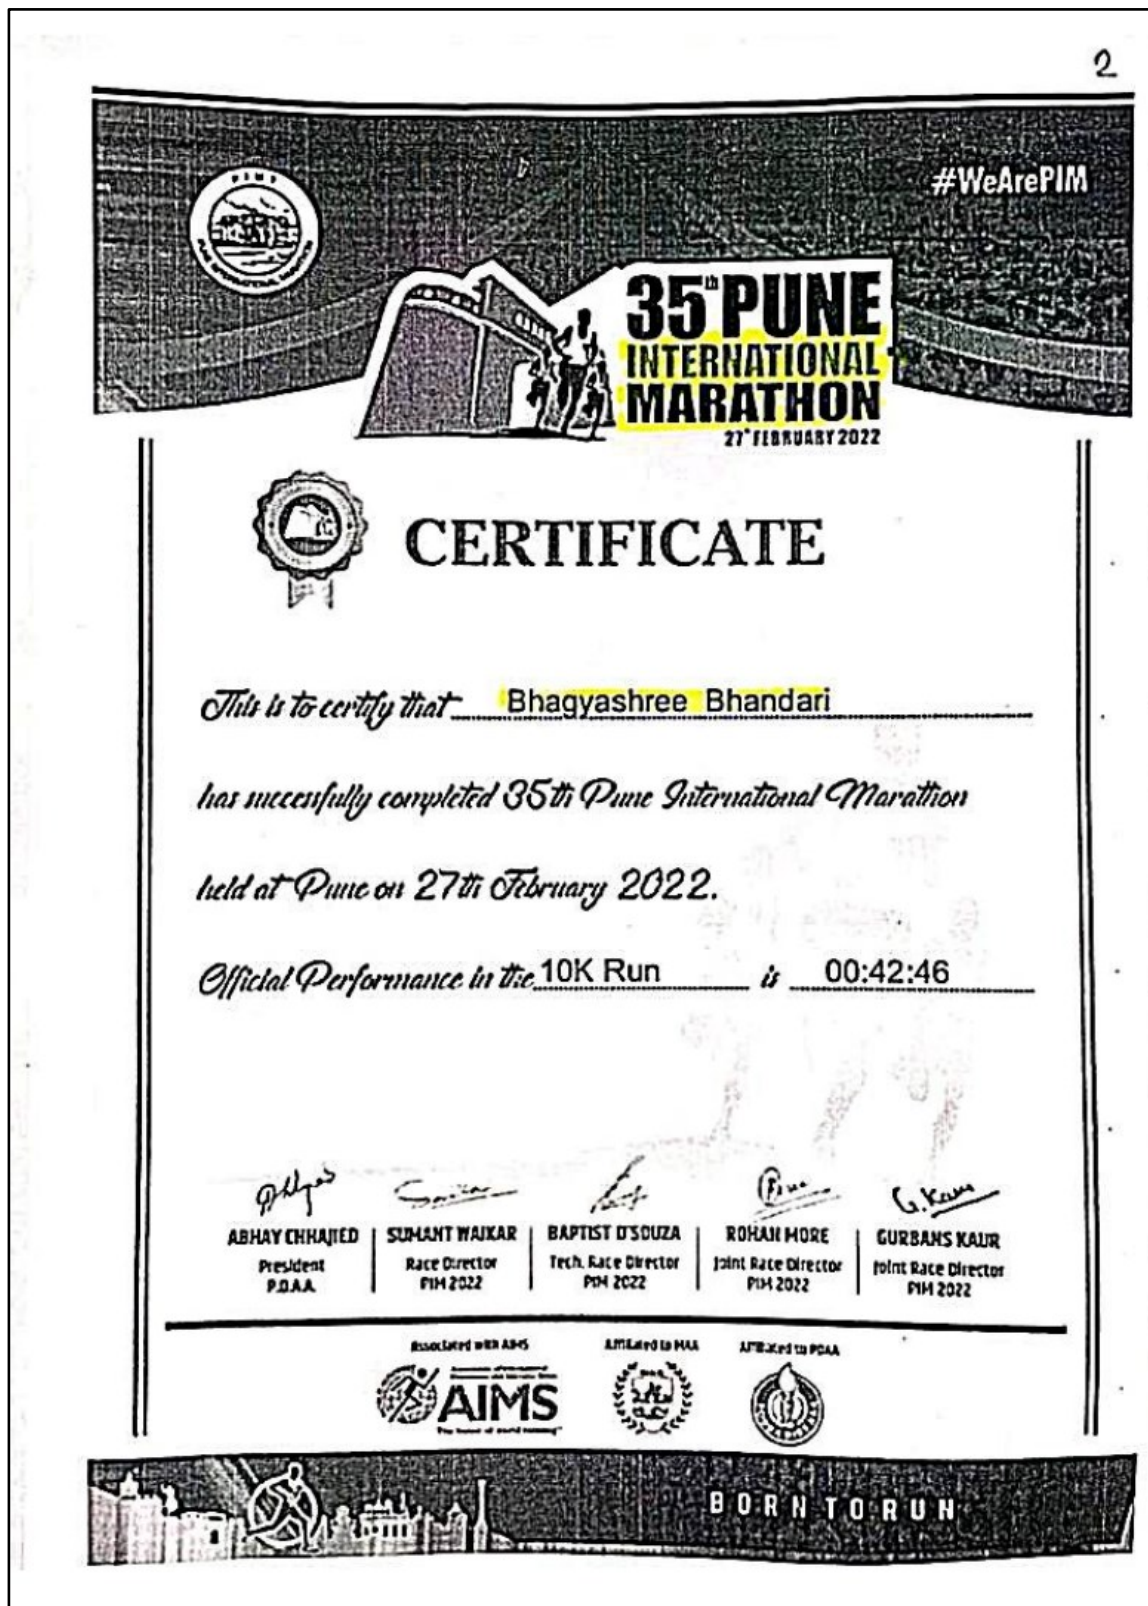 2
#WeArePIM
PUNE INTERNATIONAL MARATHON
35th PUNE
INTERNATIONAL
MARATHON
27th FEBRUARY 2022
CERTIFICATE
This is to certify that Bhagyashree Bhandari
has successfully completed 35th Pune International Marathon
held at Pune on 27th February 2022.
Official Performance in the 10K Run is 00:42:46
G. Kaur
ABHAY CHHAJED SUMANT WAIKAR BAPTIST D'SOUZA ROHAN MORE GURBANS KAUR
President Race Director Tech. Race Director Joint Race Director Joint Race Director
P.D.A.A. PIM 2022 PIM 2022 PIM 2022 PIM 2022
Associated with AIMS Affiliated to MAA Affiliated to PDAA
AIMS
BORN TO RUN